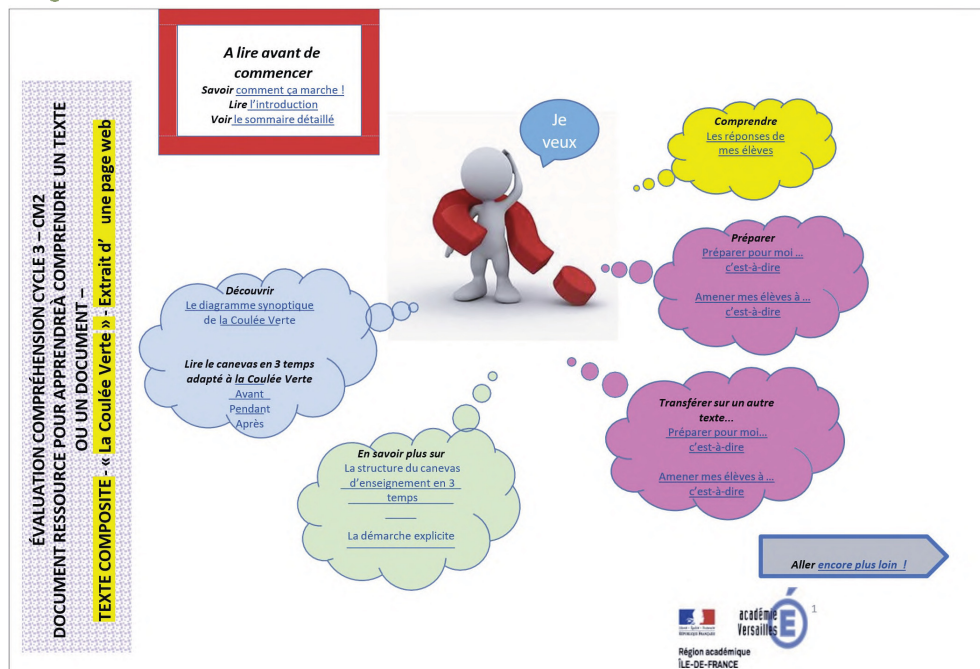 ÉVALUATION COMPRÉHENSION CYCLE 3 – CM2
DOCUMENT RESSOURCE POUR APPRENDREÀ COMPRENDRE UN TEXTE
OU UN DOCUMENT –
TEXTE COMPOSITE - « La Coulée Verte » - Extrait d’ une page web
A lire avant de
commencer
Savoir comment ça marche !
Lire l’introduction
Voir le sommaire détaillé
Je
veux
Comprendre
Les réponses de
mes élèves
Préparer
Préparer pour moi ...
c’est-à-dire
Amener mes élèves à ...
c’est-à-dire
Découvrir
Le diagramme synoptique
de la Coulée Verte
Lire le canevas en 3 temps
adapté à la Coulée Verte
Avant
Pendant
Après
Transférer sur un autre
texte...
Préparer pour moi...
c’est-à-dire
Amener mes élèves à ...
c’est-à-dire
En savoir plus sur
La structure du canevas
d’enseignement en 3
temps
La démarche explicite
Aller encore plus loin !
1
académie
Versailles
É
RÉPUBLIQUE FRANÇAISE
Région académique
ÎLE-DE-FRANCE